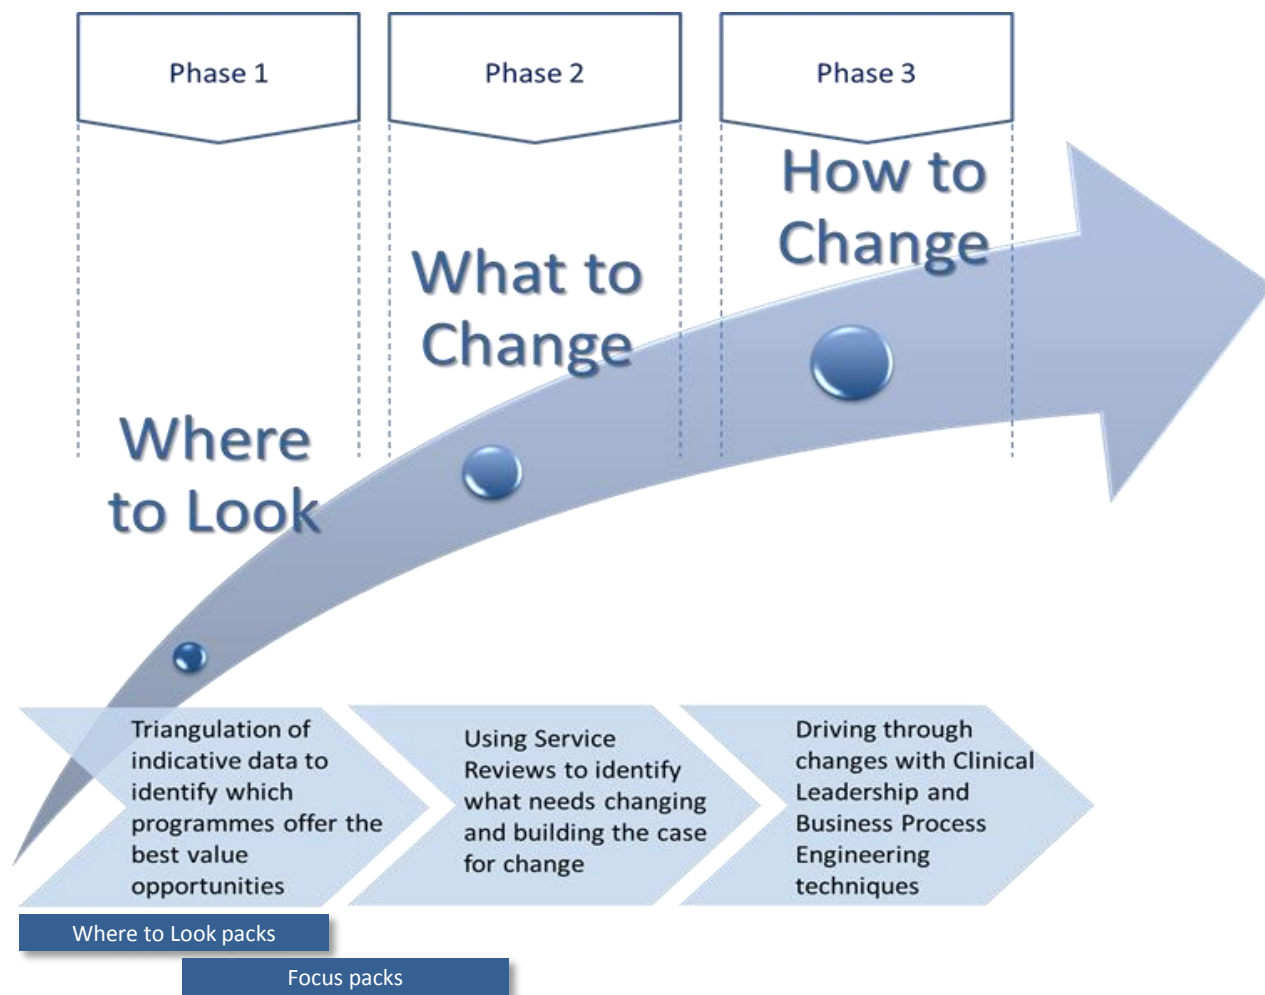 Phase 1
Phase 2
Phase 3
How to
Change
What to
Change
Where
to Look
Triangulation of
indicative data to
identify which
programmes offer the
best value
opportunities
Using Service
Reviews to identify
what needs changing
and building the case
for change
Driving through
changes with Clinical
Leadership and
Business Process
Engineering
techniques
Where to Look packs
Focus packs